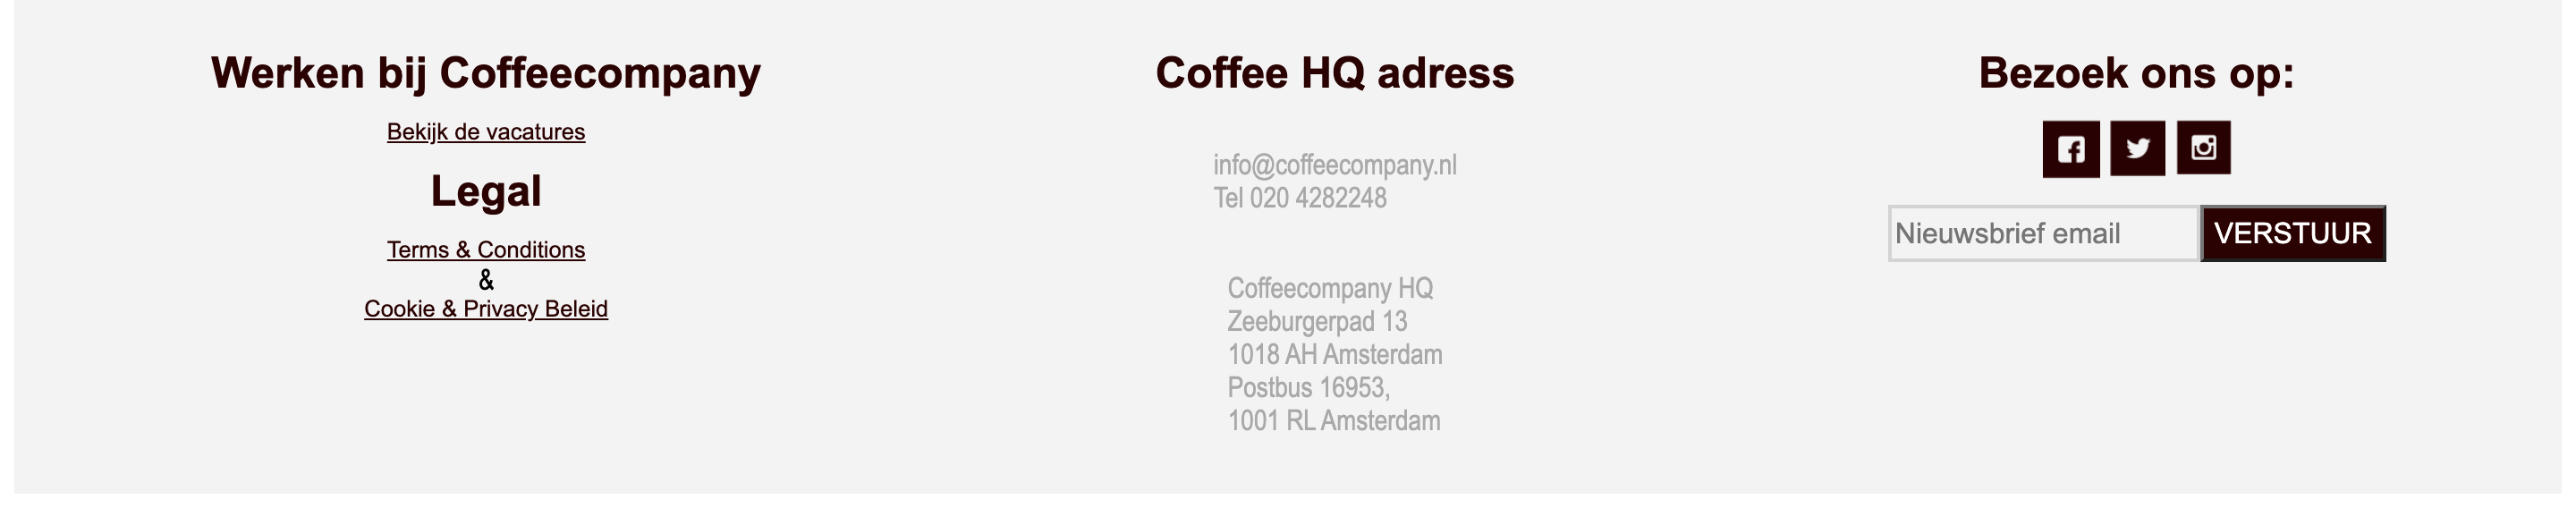 Werken bij Coffeecompany
Bekijk de vacatures
Legal
Terms & Conditions
&
Cookie & Privacy Beleid
Coffee HQ adress
info@coffeecompany.nl
Tel 020 4282248
Coffeecompany HQ
Zeeburgerpad 13
1018 AH Amsterdam
Postbus 16953,
1001 RL Amsterdam
Bezoek ons op:
Nieuwsbrief email
VERSTUUR